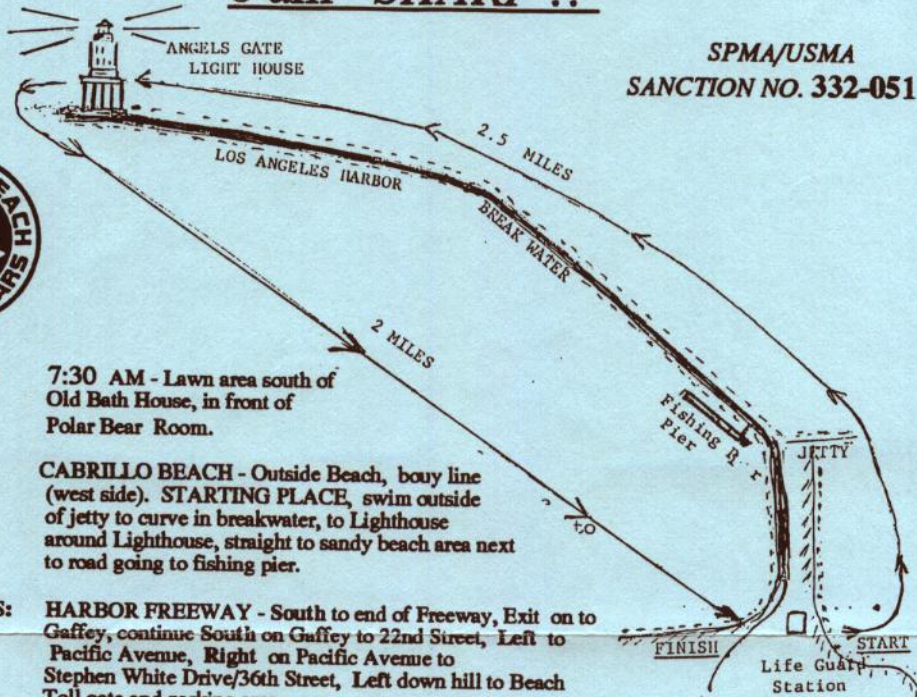 SPMA/USMA
SANCTION NO. 332-051
ANGELS GATE
LIGHT HOUSE
2.5 MILES
LOS ANGELES HARBOR
BREAK WATER
2 MILES
Fishing
Pier
JETTY
to
7:30 AM - Lawn area south of
Old Bath House, in front of
Polar Bear Room.
CABRILLO BEACH - Outside Beach, bouy line
(west side). STARTING PLACE, swim outside
of jetty to curve in breakwater, to Lighthouse
around Lighthouse, straight to sandy beach area next
to road going to fishing pier.
HARBOR FREEWAY - South to end of Freeway, Exit on to
Gaffey, continue South on Gaffey to 22nd Street, Left to
Pacific Avenue, Right on Pacific Avenue to
Stephen White Drive/36th Street, Left down hill to Beach
FINISH
START
Life Guard
Station